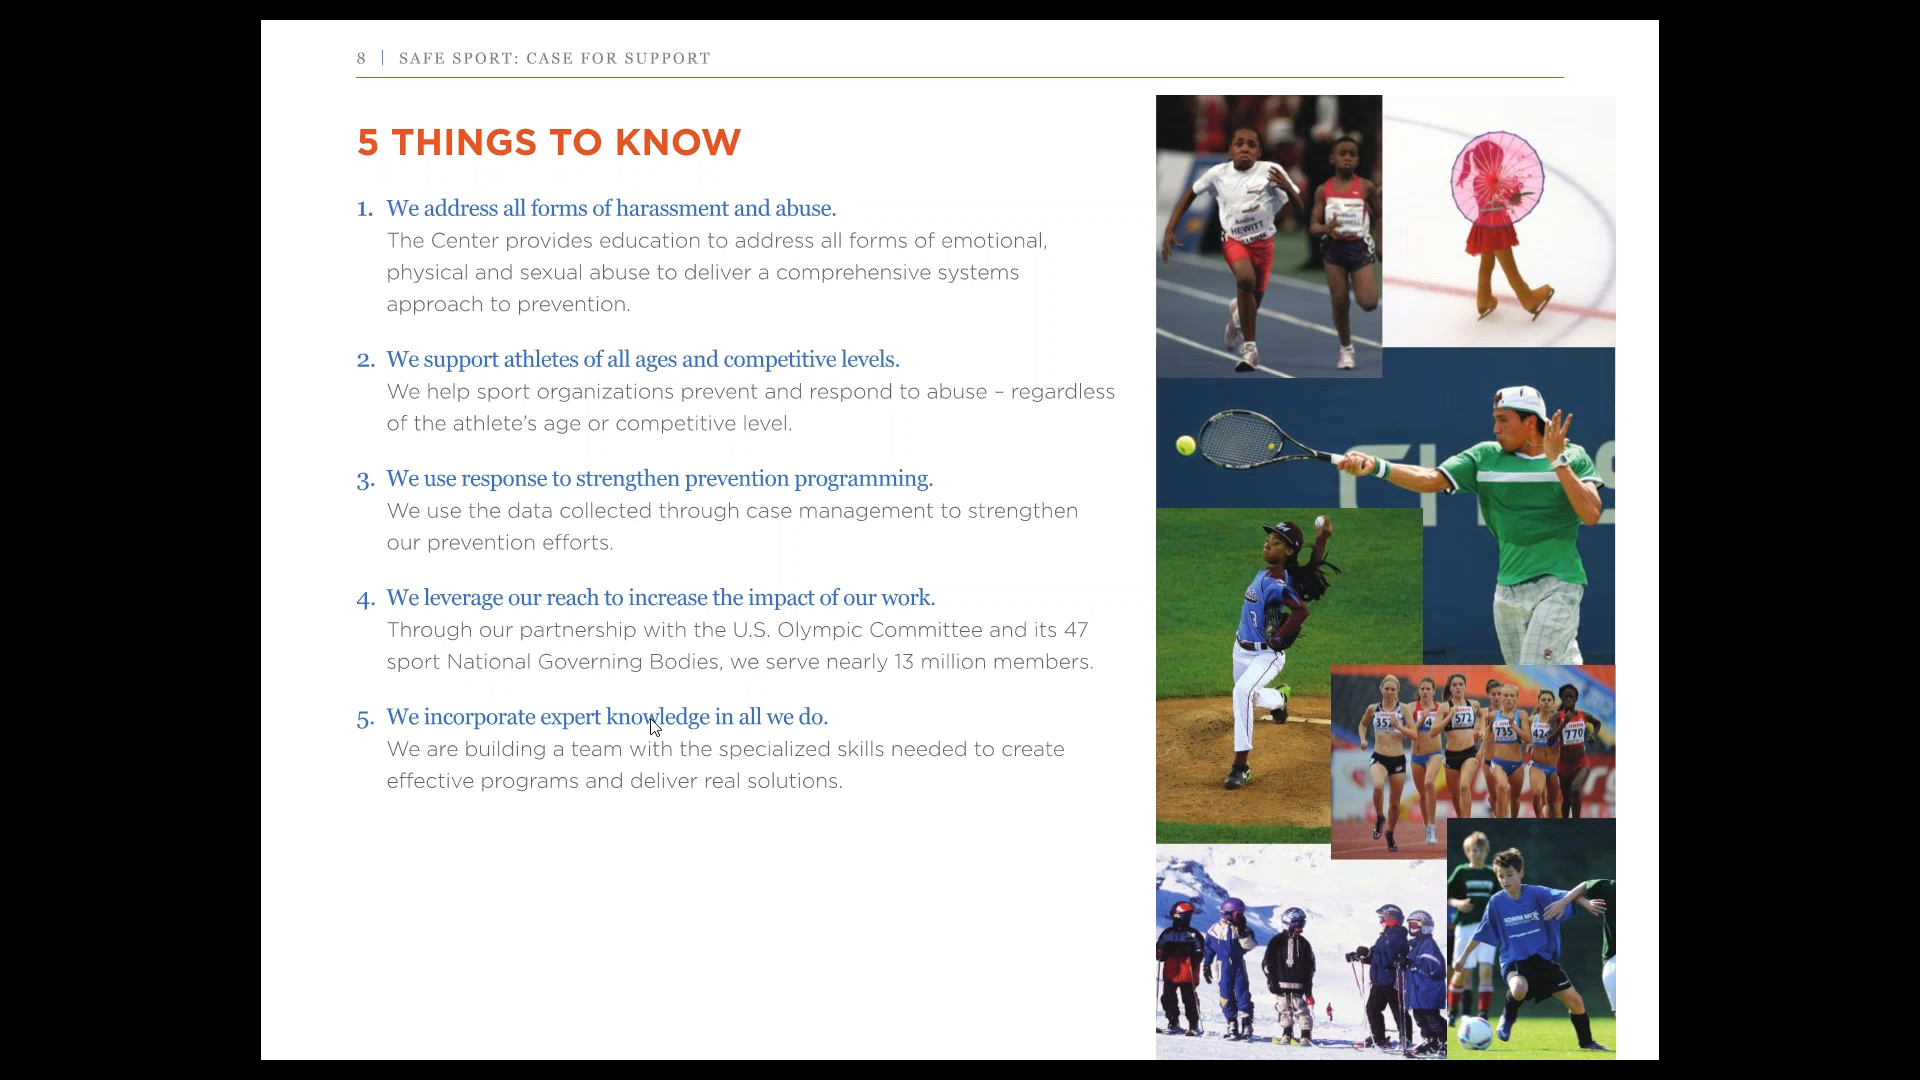 8 | SAFE SPORT: CASE FOR SUPPORT
5 THINGS TO KNOW
1. We address all forms of harassment and abuse.
The Center provides education to address all forms of emotional,
physical and sexual abuse to deliver a comprehensive systems
approach to prevention.
2. We support athletes of all ages and competitive levels.
We help sport organizations prevent and respond to abuse – regardless
of the athlete’s age or competitive level.
3. We use response to strengthen prevention programming.
We use the data collected through case management to strengthen
our prevention efforts.
4. We leverage our reach to increase the impact of our work.
Through our partnership with the U.S. Olympic Committee and its 47
sport National Governing Bodies, we serve nearly 13 million members.
5. We incorporate expert knowledge in all we do.
We are building a team with the specialized skills needed to create
effective programs and deliver real solutions.
HEWITT
3
352
572
735
770